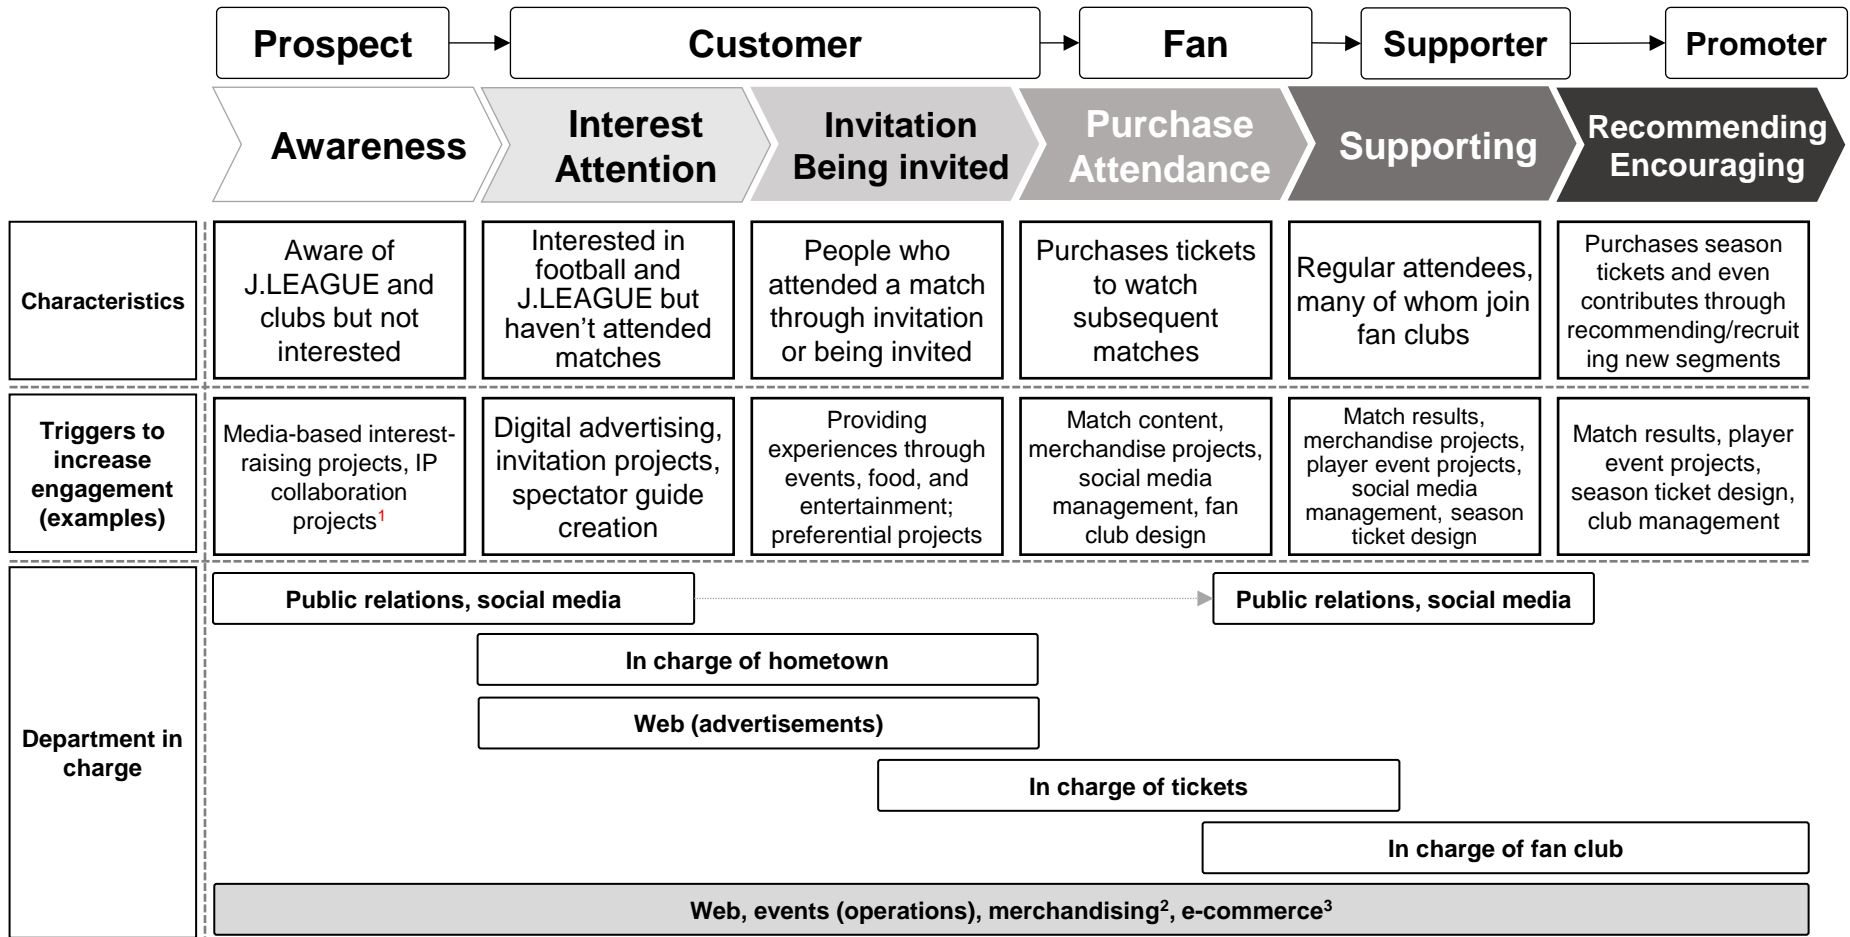 Prospect
Customer
Fan
Supporter
Promoter
Awareness
Interest
Attention
Invitation
Being invited
Purchase
Attendance
Supporting
Recommending
Encouraging
Characteristics
Aware of
J.LEAGUE and
clubs but not
interested
Interested in
football and
J.LEAGUE but
haven’t attended
matches
People who
attended a match
through invitation
or being invited
Purchases tickets
to watch
subsequent
matches
Regular attendees,
many of whom join
fan clubs
Purchases season
tickets and even
contributes through
recommending/recruit
ing new segments
Triggers to
increase
engagement
(examples)
Media-based interest-
raising projects, IP
collaboration
projects¹
Digital advertising,
invitation projects,
spectator guide
creation
Providing
experiences through
events, food, and
entertainment;
preferential projects
Match content,
merchandise projects,
social media
management, fan
club design
Match results,
merchandise projects,
player event projects,
social media
management, season
ticket design
Match results, player
event projects,
season ticket design,
club management
Department in
charge
Public relations, social media
Public relations, social media
In charge of hometown
Web (advertisements)
In charge of tickets
In charge of fan club
Web, events (operations), merchandising², e-commerce³